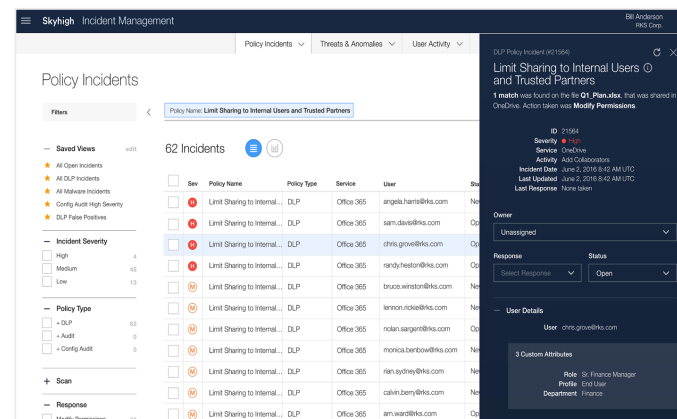 Skyhigh Incident Management
Bill Anderson
RKS Corp.
Policy Incidents
Threats & Anomalies
User Activity
Policy Incidents
Filters
Policy Name: Limit Sharing to Internal Users and Trusted Partners
Saved Views edit
All Open Incidents
All DLP Incidents
All Malware Incidents
Config Audit High Severity
DLP False Positives
Incident Severity
High 4
Medium 45
Low 13
Policy Type
+ DLP 62
+ Audit 0
+ Config Audit 0
+ Scan
Response
62 Incidents
Sev Policy Name Policy Type Service User Sta
H Limit Sharing to Internal... DLP Office 365 angela.harris@rks.com Ne
H Limit Sharing to Internal... DLP Office 365 sam.davis@rks.com Op
H Limit Sharing to Internal... DLP Office 365 chris.grove@rks.com Op
H Limit Sharing to Internal... DLP Office 365 randy.heston@rks.com Op
M Limit Sharing to Internal... DLP Office 365 bruce.winston@rks.com Ne
M Limit Sharing to Internal... DLP Office 365 lennon.rickie@rks.com Ne
M Limit Sharing to Internal... DLP Office 365 nolan.sargent@rks.com Op
M Limit Sharing to Internal... DLP Office 365 monica.benbow@rks.com Ne
M Limit Sharing to Internal... DLP Office 365 rian.sydney@rks.com Ne
M Limit Sharing to Internal... DLP Office 365 calvin.berry@rks.com Ne
M Limit Sharing to Internal... DLP Office 365 arn.ward@rks.com Op
DLP Policy Incident (#21564)
Limit Sharing to Internal Users
and Trusted Partners
1 match was found on the file Q1_Plan.xlsx, that was shared in
OneDrive. Action taken was Modify Permissions.
ID 21564
Severity High
Service OneDrive
Activity Add Collaborators
Incident Date June 2, 2016 8:42 AM UTC
Last Updated June 2, 2016 8:42 AM UTC
Last Response None taken
Owner
Unassigned
Response Status
Select Response Open
User Details
User chris.grove@rks.com
3 Custom Attributes
Role Sr. Finance Manager
Profile End User
Department Finance